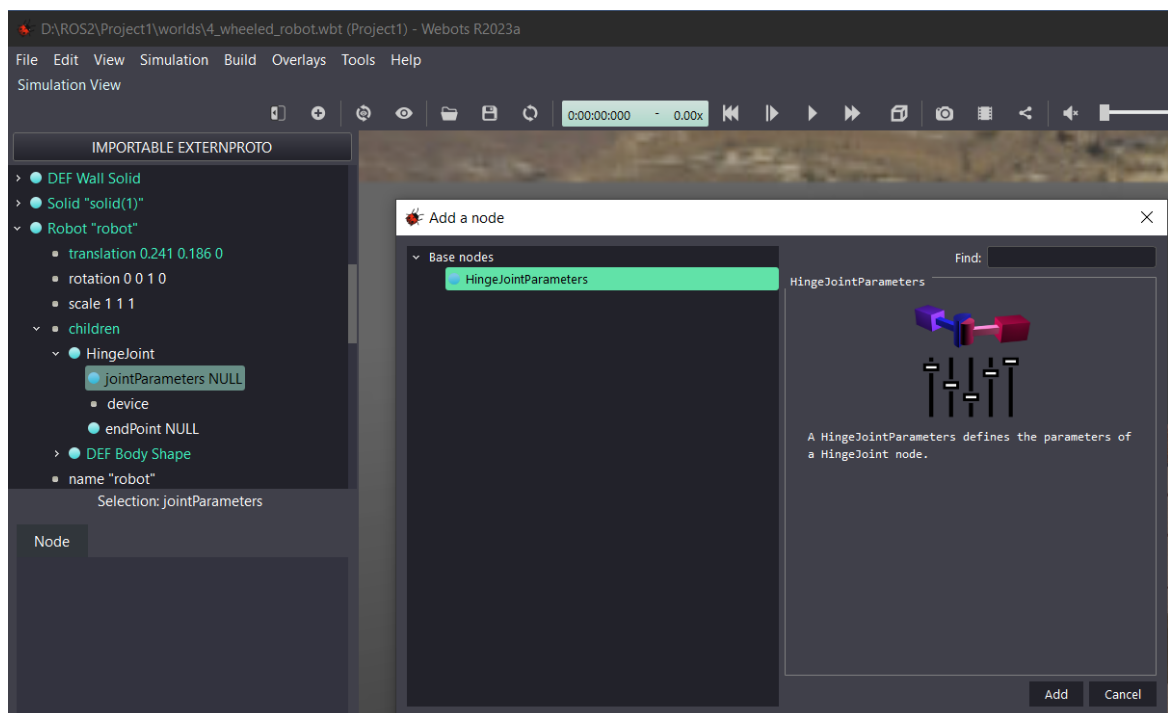 D:\ROS2\Project1\worlds\4_wheeled_robot.wbt (Project1) - Webots R2023a
File Edit View Simulation Build Overlays Tools Help
Simulation View
0:00:00:000 - 0.00x
IMPORTABLE EXTERNPROTO
DEF Wall Solid
Solid "solid(1)"
Robot "robot"
translation 0.241 0.186 0
rotation 0 0 1 0
scale 1 1 1
children
HingeJoint
jointParameters NULL
device
endPoint NULL
DEF Body Shape
name "robot"
Selection: jointParameters
Node
Add a node
Base nodes
HingeJointParameters
Find:
HingeJointParameters
A HingeJointParameters defines the parameters of
a HingeJoint node.
Add Cancel